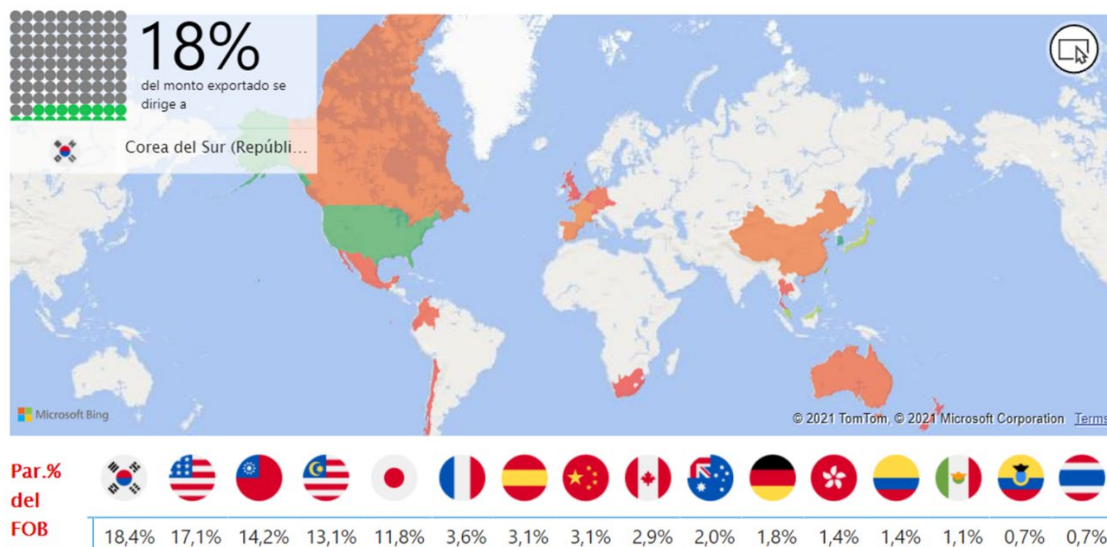 18%
del monto exportado se
dirige a
Corea del Sur (Repúbli...
Microsoft Bing
© 2021 TomTom, © 2021 Microsoft Corporation Terms
Par.%
del
FOB
18,4% 17,1% 14,2% 13,1% 11,8% 3,6% 3,1% 3,1% 2,9% 2,0% 1,8% 1,4% 1,4% 1,1% 0,7% 0,7%